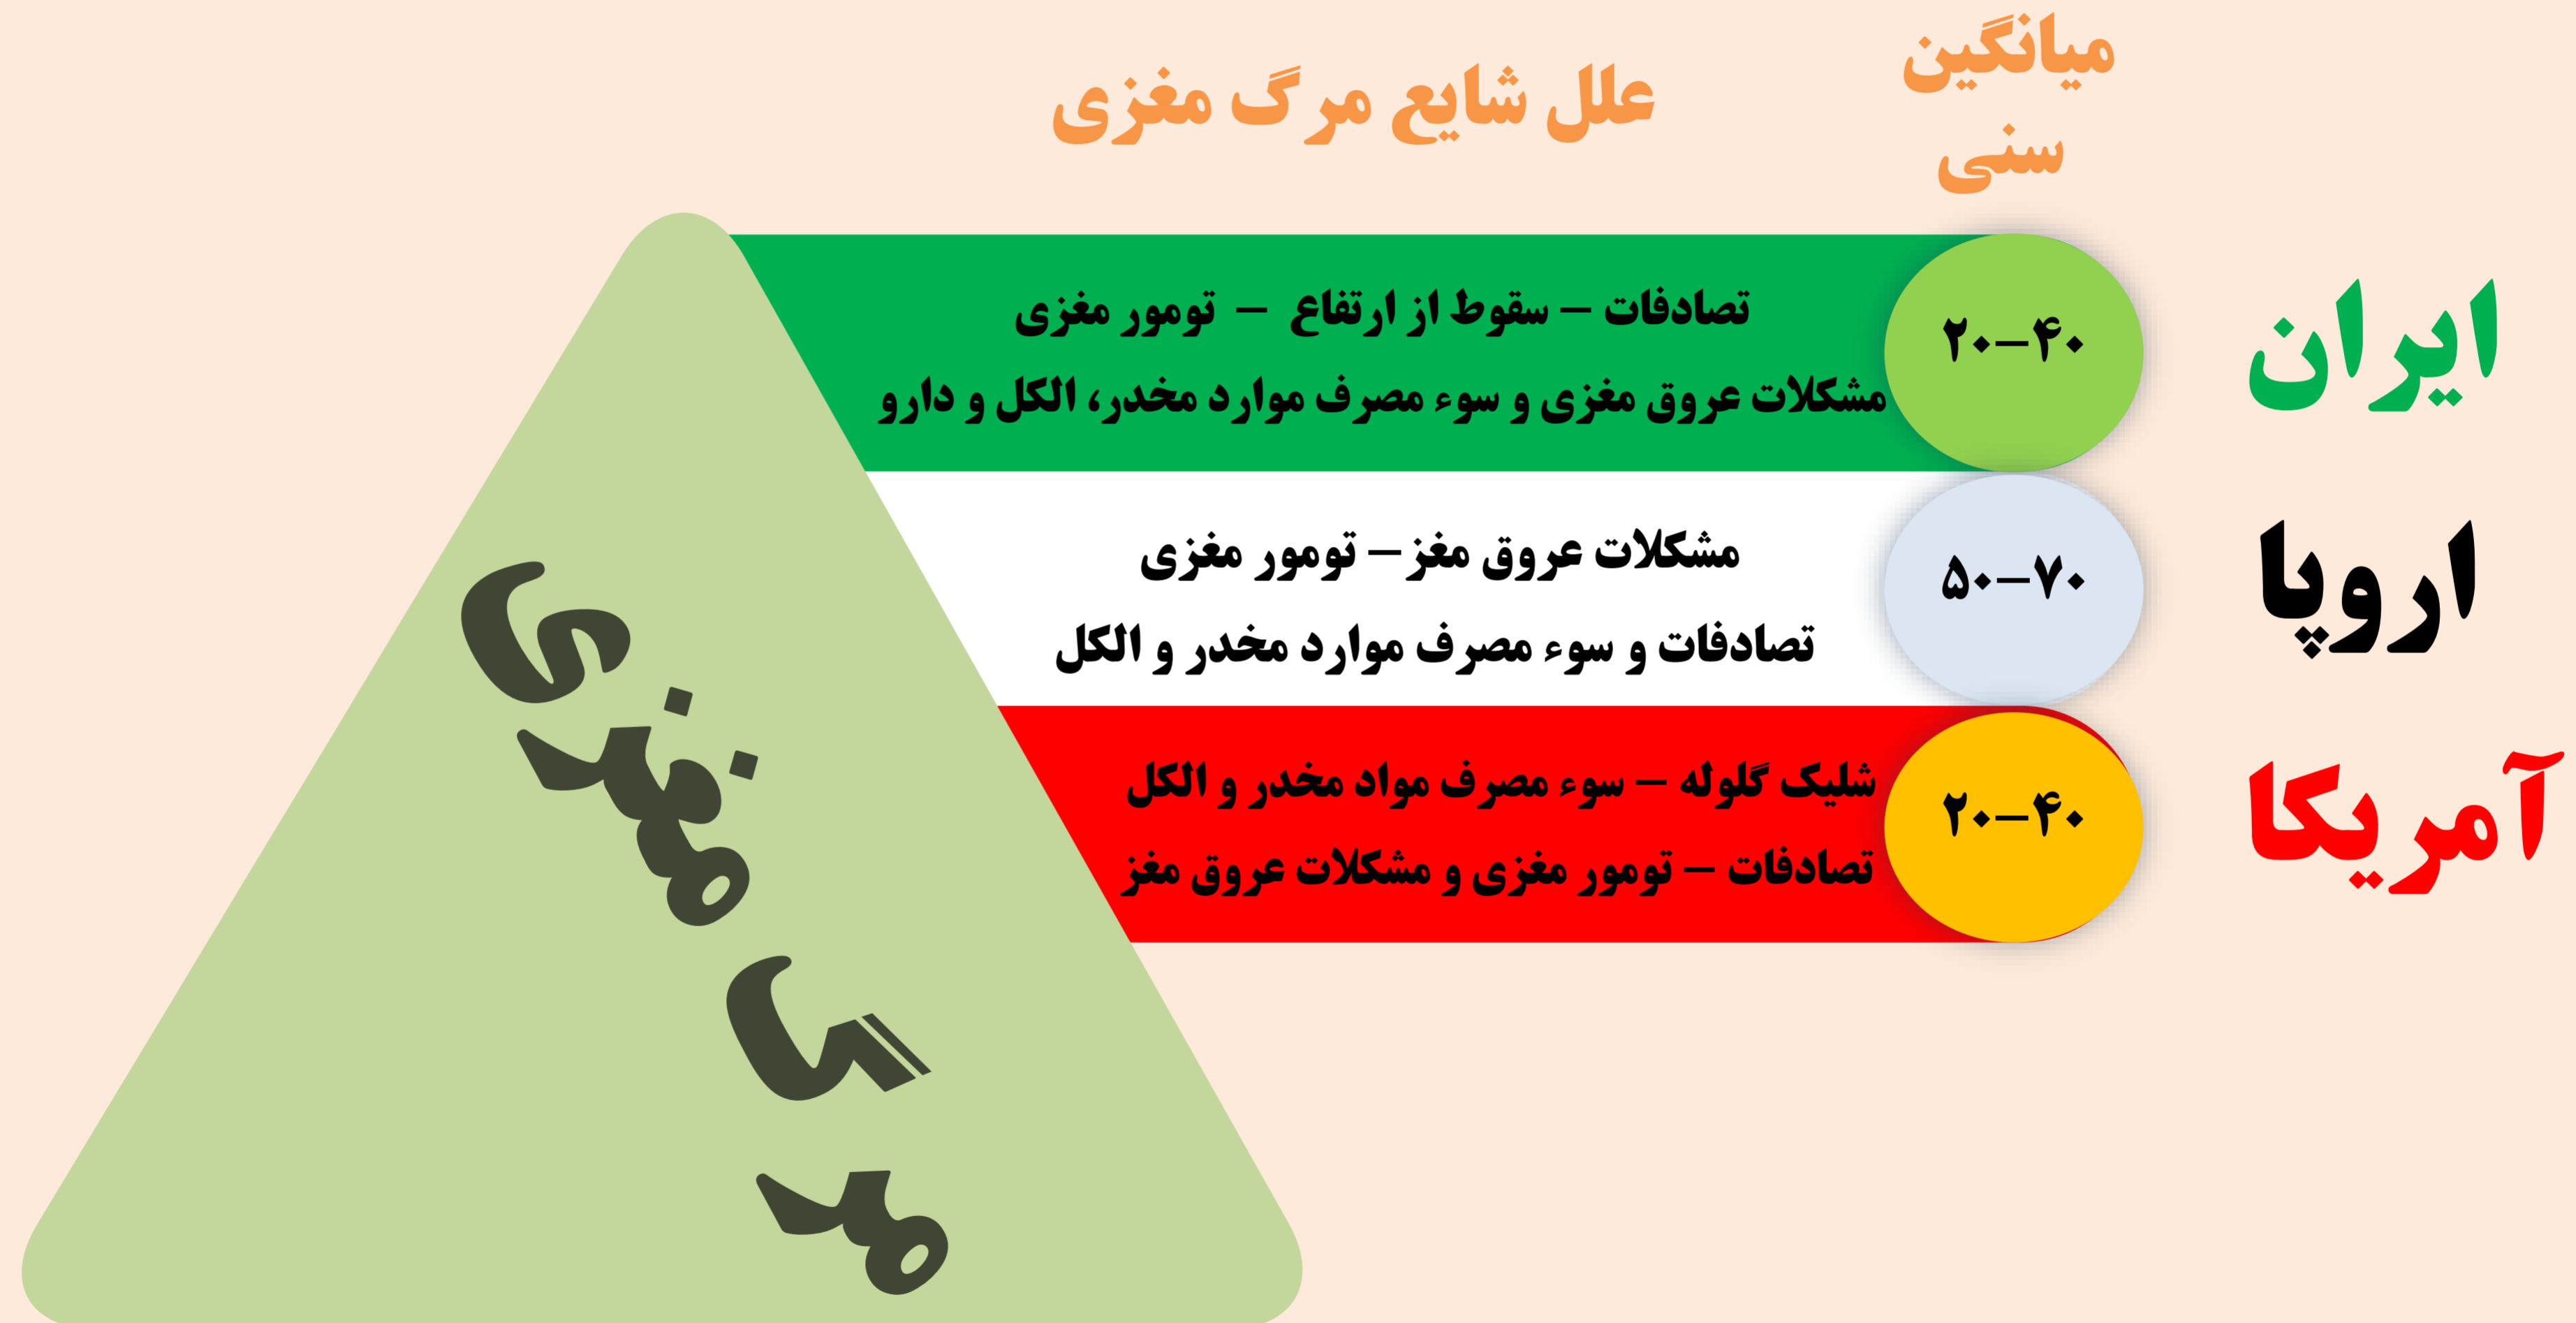 میانگین
سنی
علل شایع مرگ مغزی
ایران
۲۰–۴۰
تصادفات – سقوط از ارتفاع – تومور مغزی
مشکلات عروق مغزی و سوء مصرف موارد مخدر، الکل و دارو
اروپا
۵۰–۷۰
مشکلات عروق مغز – تومور مغزی
تصادفات و سوء مصرف موارد مخدر و الکل
آمریکا
۲۰–۴۰
شلیک گلوله – سوء مصرف مواد مخدر و الکل
تصادفات – تومور مغزی و مشکلات عروق مغز
مرگ مغزی